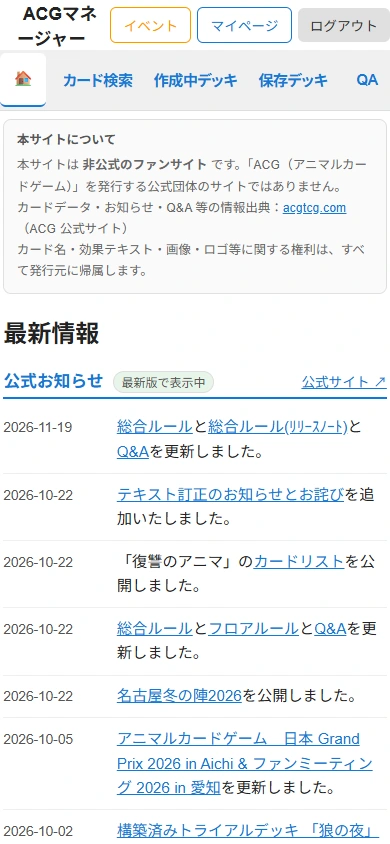 ACGマネ
ージャー
イベント
マイページ
ログアウト
カード検索
作成中デッキ
保存デッキ
QA
本サイトについて
本サイトは 非公式のファンサイト です。「ACG（アニマルカー
ドゲーム）」を発行する公式団体のサイトではありません。
カードデータ・お知らせ・Q&A 等の情報出典：acgtcg.com
（ACG 公式サイト）
カード名・効果テキスト・画像・ロゴ等に関する権利は、すべ
て発行元に帰属します。
最新情報
公式お知らせ 最新版で表示中 公式サイト ↗
2026-11-19 総合ルールと総合ルール(ﾘﾘｰｽﾉｰﾄ)と
Q&Aを更新しました。
2026-10-22 テキスト訂正のお知らせとお詫びを追
加いたしました。
2026-10-22 「復讐のアニマ」のカードリストを公
開しました。
2026-10-22 総合ルールとフロアルールとQ&Aを更
新しました。
2026-10-22 名古屋冬の陣2026を公開しました。
2026-10-05 アニマルカードゲーム　日本 Grand
Prix 2026 in Aichi & ファンミーティン
グ 2026 in 愛知を更新しました。
2026-10-02 構築済みトライアルデッキ 「狼の夜」